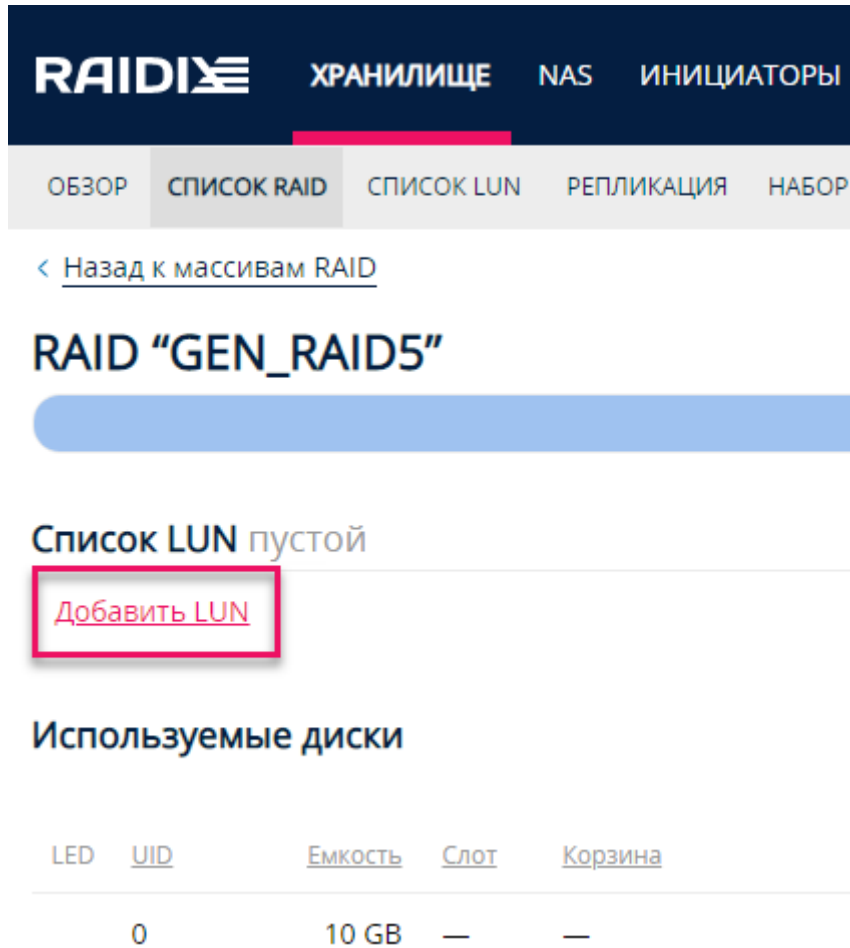 RAIDIX ХРАНИЛИЩЕ NAS ИНИЦИАТОРЫ
ОБЗОР СПИСОК RAID СПИСОК LUN РЕПЛИКАЦИЯ НАБОР
< Назад к массивам RAID
RAID “GEN_RAID5”
Список LUN пустой
Добавить LUN
Используемые диски
LED UID Емкость Слот Корзина
0 10 GB — —